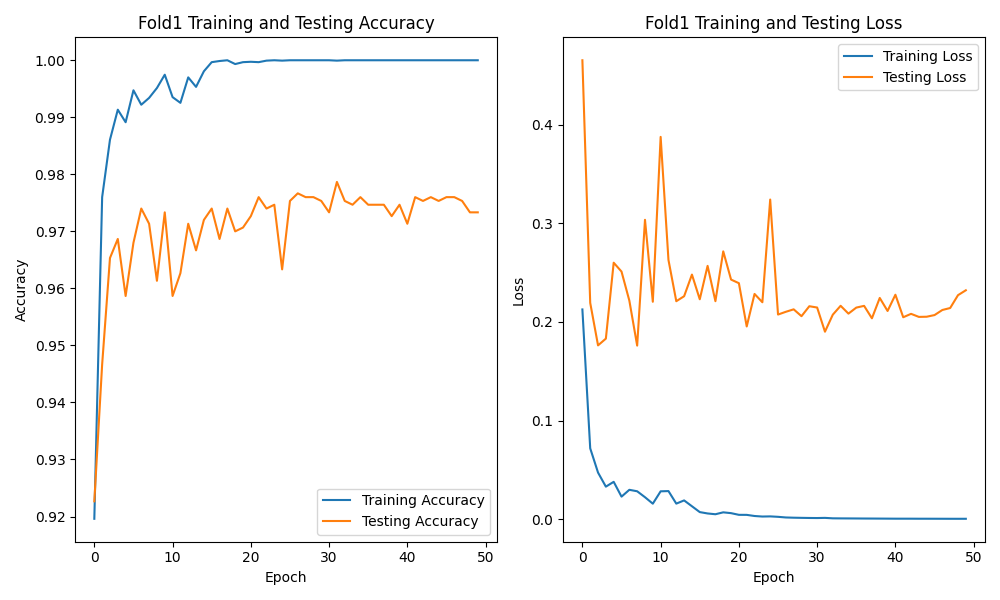 Fold1 Training and Testing Accuracy
1.00
0.99
0.98
0.97
0.96
0.95
0.94
0.93
0.92
Accuracy
Training Accuracy
Testing Accuracy
0 10 20 30 40 50
Epoch
Fold1 Training and Testing Loss
Training Loss
Testing Loss
0.4
0.3
0.2
0.1
0.0
Loss
0 10 20 30 40 50
Epoch